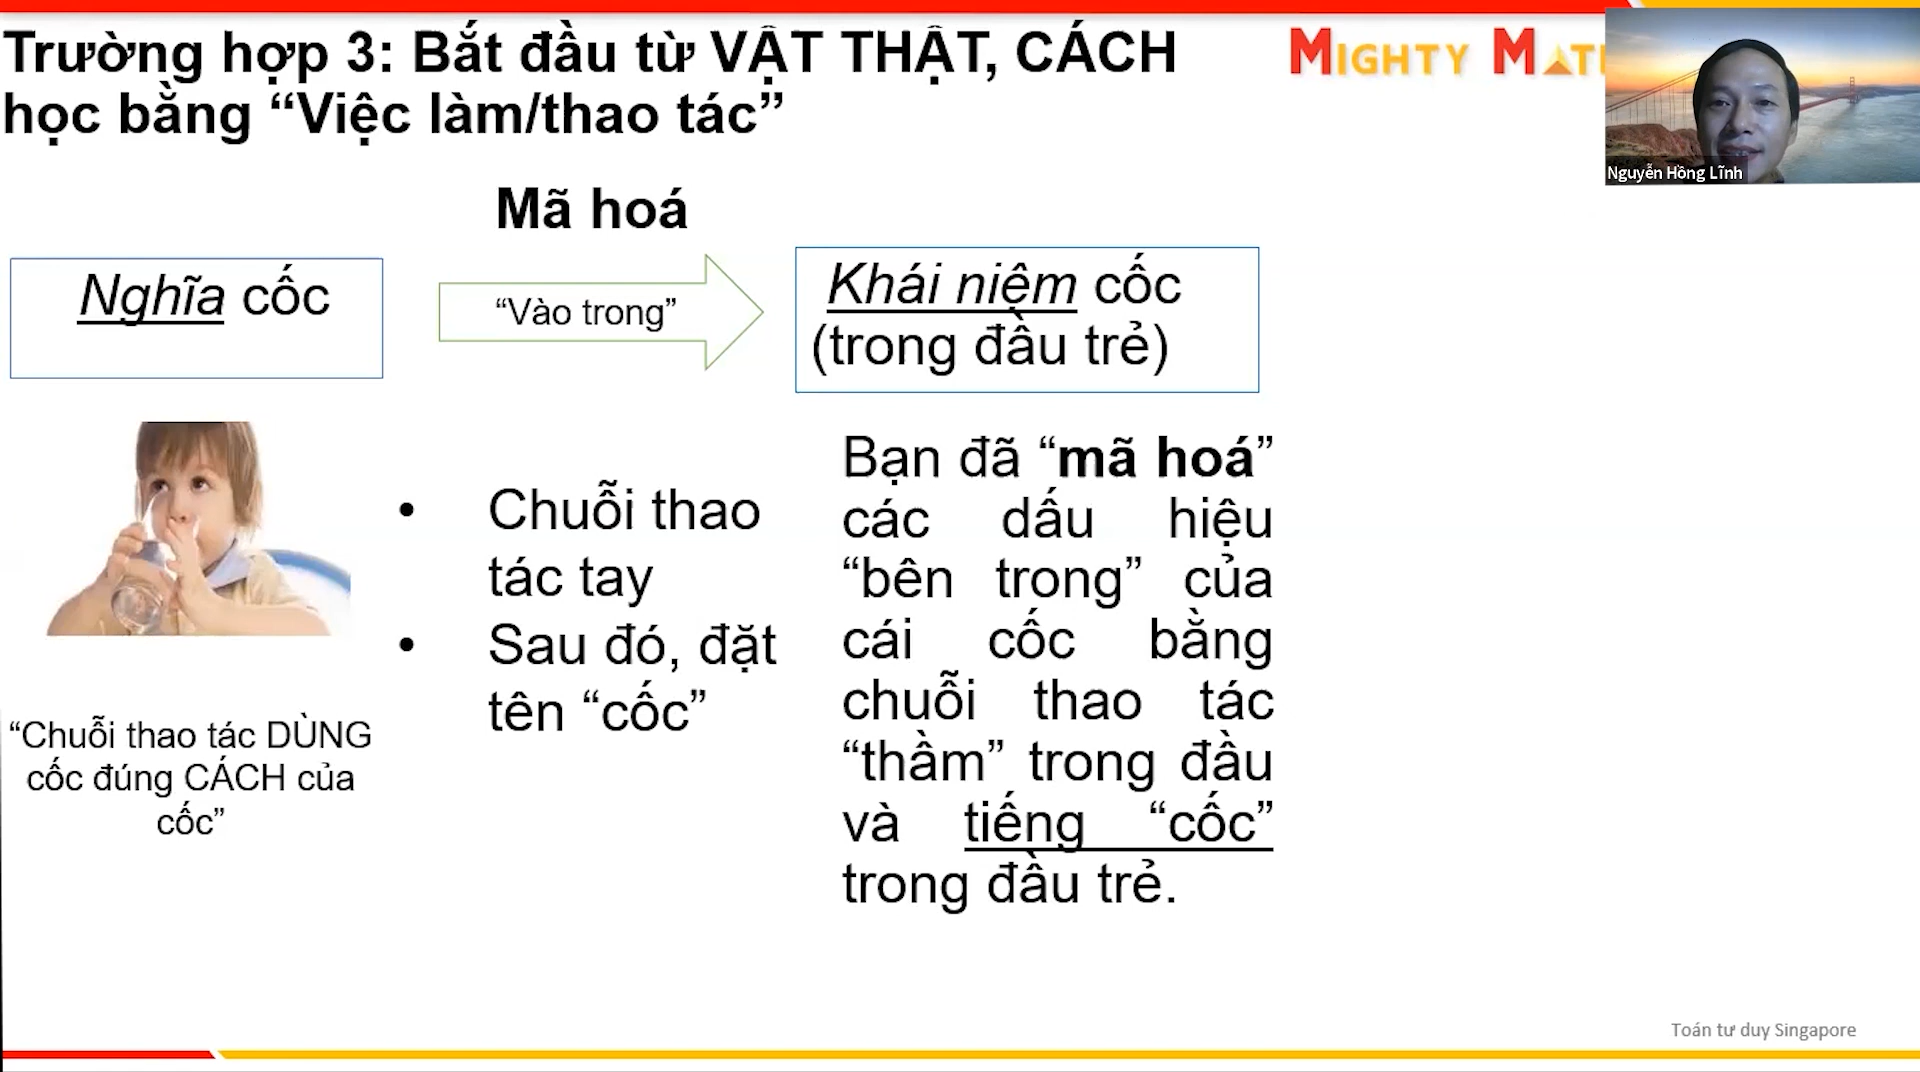 Trường hợp 3: Bắt đầu từ VẬT THẬT, CÁCH
học bằng “Việc làm/thao tác”
MIGHTY MAT
Nguyễn Hồng Lĩnh
Mã hoá
Nghĩa cốc
“Vào trong”
Khái niệm cốc
(trong đầu trẻ)
“Chuỗi thao tác DÙNG
cốc đúng CÁCH của
cốc”
• Chuỗi thao
tác tay
• Sau đó, đặt
tên “cốc”
Bạn đã “mã hoá”
các dấu hiệu
“bên trong” của
cái cốc bằng
chuỗi thao tác
“thầm” trong đầu
và tiếng “cốc”
trong đầu trẻ.
Toán tư duy Singapore